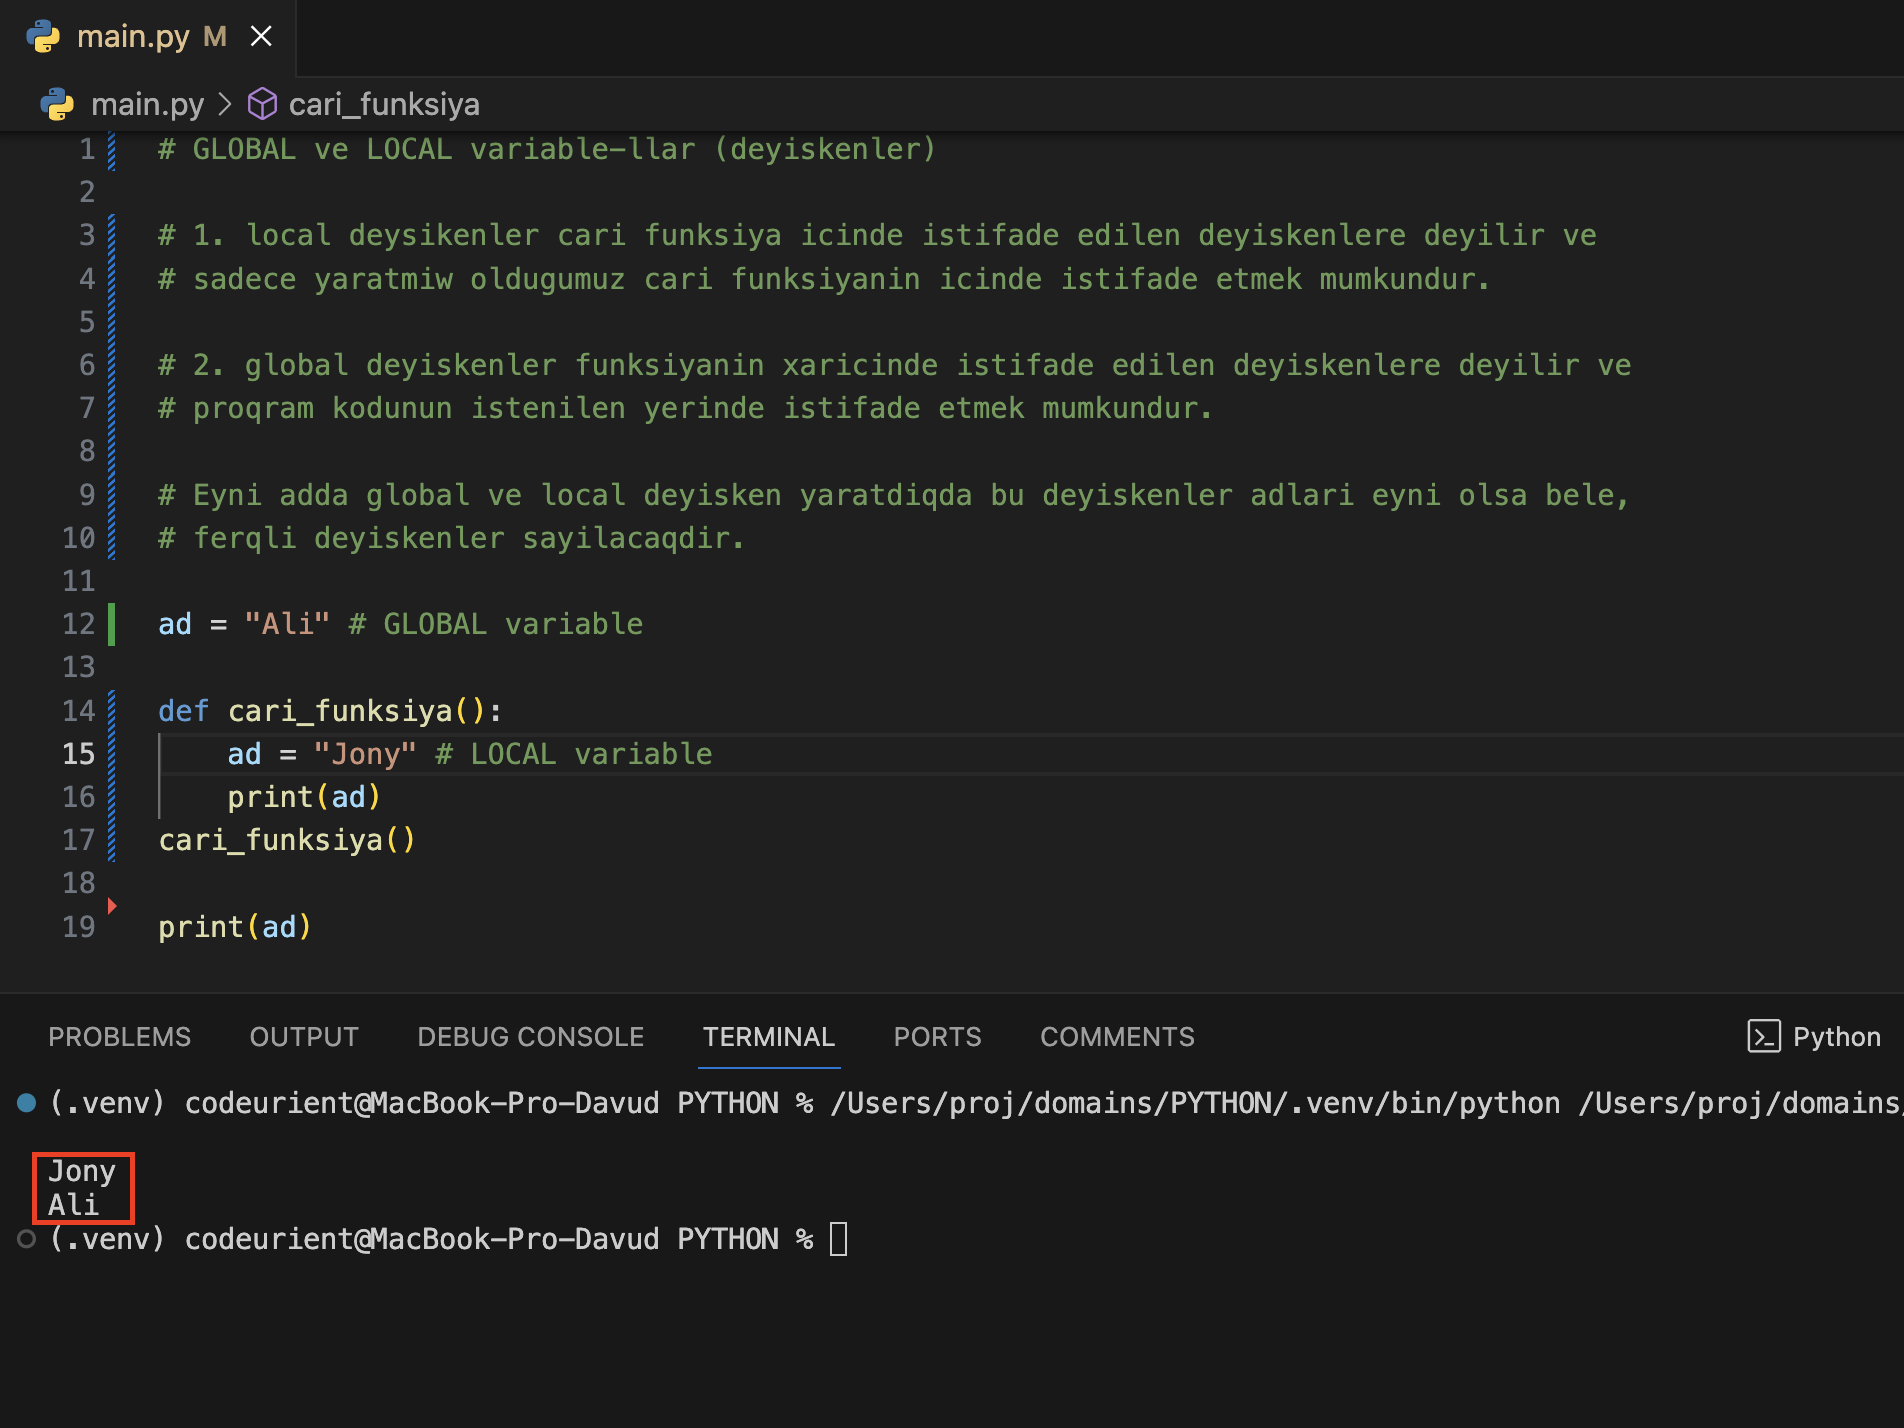 main.py M
main.py > cari_funksiya
1 # GLOBAL ve LOCAL variable-llar (deyiskenler)
2
3 # 1. local deysikenler cari funksiya icinde istifade edilen deyiskenlere deyilir ve
4 # sadece yaratmiw oldugumuz cari funksiyanin icinde istifade etmek mumkundur.
5
6 # 2. global deyiskenler funksiyanin xaricinde istifade edilen deyiskenlere deyilir ve
7 # proqram kodunun istenilen yerinde istifade etmek mumkundur.
8
9 # Eyni adda global ve local deyisken yaratdiqda bu deyiskenler adlari eyni olsa bele,
10 # ferqli deyiskenler sayilacaqdir.
11
12 ad = "Ali" # GLOBAL variable
13
14 def cari_funksiya():
15     ad = "Jony" # LOCAL variable
16     print(ad)
17 cari_funksiya()
18
19 print(ad)
PROBLEMS OUTPUT DEBUG CONSOLE TERMINAL PORTS COMMENTS Python
(.venv) codeurient@MacBook-Pro-Davud PYTHON % /Users/proj/domains/PYTHON/.venv/bin/python /Users/proj/domains/
Jony
Ali
(.venv) codeurient@MacBook-Pro-Davud PYTHON %